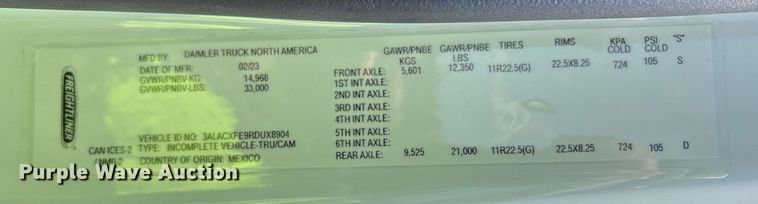 FREIGHTLINER
MFD BY: DAIMLER TRUCK NORTH AMERICA
DATE OF MFR: 02/23
GVWR/PNBV-KG: 14,968
GVWR/PNBV-LBS: 33,000
VEHICLE ID NO: 3ALACXFE9RDUX8904
CAN ICES-2 TYPE: INCOMPLETE VEHICLE-TRU/CAM
/NMB-2 COUNTRY OF ORIGIN: MEXICO
GAWR/PNBE KGS GAWR/PNBE LBS TIRES RIMS KPA COLD PSI COLD "S"
FRONT AXLE: 5,601 12,350 11R22.5(G) 22.5X8.25 724 105 S
1ST INT AXLE:
2ND INT AXLE:
3RD INT AXLE:
4TH INT AXLE:
5TH INT AXLE:
6TH INT AXLE:
REAR AXLE: 9,525 21,000 11R22.5(G) 22.5X8.25 724 105 D
Purple Wave Auction